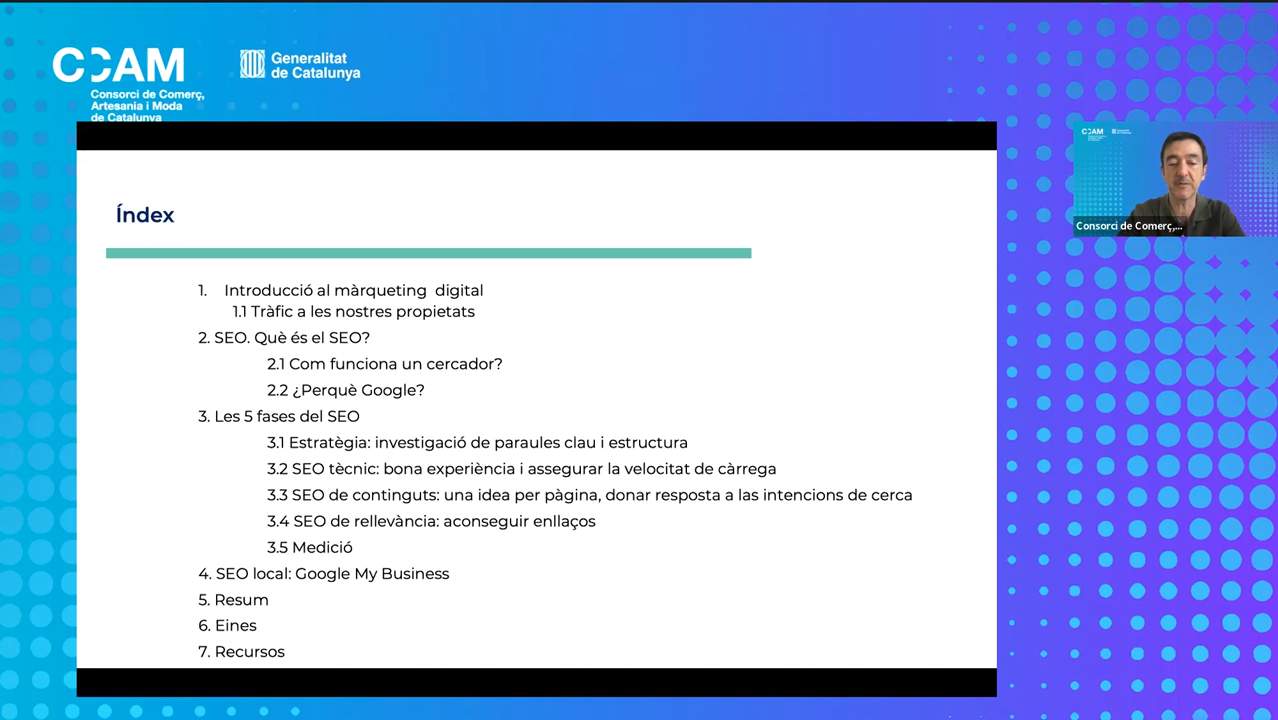 CCAM
Consorci de Comerç,
Artesania i Moda
de Catalunya
Generalitat
de Catalunya
Índex
1. Introducció al màrqueting digital
1.1 Tràfic a les nostres propietats
2. SEO. Què és el SEO?
2.1 Com funciona un cercador?
2.2 ¿Perquè Google?
3. Les 5 fases del SEO
3.1 Estratègia: investigació de paraules clau i estructura
3.2 SEO tècnic: bona experiència i assegurar la velocitat de càrrega
3.3 SEO de continguts: una idea per pàgina, donar resposta a las intencions de cerca
3.4 SEO de rellevància: aconseguir enllaços
3.5 Medició
4. SEO local: Google My Business
5. Resum
6. Eines
7. Recursos
CCAM
Consorci de Comerç,...